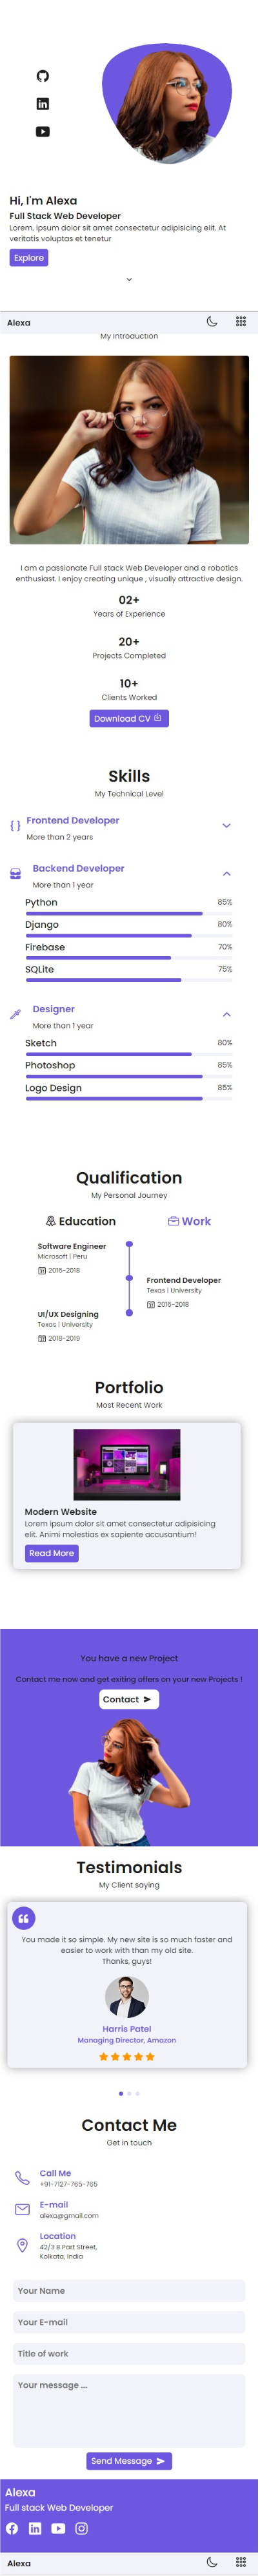 Hi, I'm Alexa
Full Stack Web Developer
Lorem, ipsum dolor sit amet consectetur adipisicing elit. At
veritatis voluptas et tenetur
Explore
Alexa
My Introduction
I am a passionate Full stack Web Developer and a robotics
enthusiast. I enjoy creating unique , visually attractive design.
02+
Years of Experience
20+
Projects Completed
10+
Clients Worked
Download CV
Skills
My Technical Level
Frontend Developer
More than 2 years
Backend Developer
More than 1 year
Python 85%
Django 80%
Firebase 70%
SQLite 75%
Designer
More than 1 year
Sketch 80%
Photoshop 85%
Logo Design 85%
Qualification
My Personal Journey
Education Work
Software Engineer
Microsoft | Peru
2016-2018
Frontend Developer
Texas | University
2016-2018
UI/UX Designing
Texas | University
2018-2019
Portfolio
Most Recent Work
Modern Website
Lorem ipsum dolor sit amet consectetur adipisicing
elit. Animi molestias ex sapiente accusantium!
Read More
You have a new Project
Contact me now and get exiting offers on your new Projects !
Contact
Testimonials
My Client saying
You made it so simple. My new site is so much faster and
easier to work with than my old site.
Thanks, guys!
Harris Patel
Managing Director, Amazon
Contact Me
Get in touch
Call Me
+91-7127-765-765
E-mail
alexa@gmail.com
Location
42/3 B Port Street,
Kolkata, India
Your Name
Your E-mail
Title of work
Your message ...
Send Message
Alexa
Full stack Web Developer
Alexa